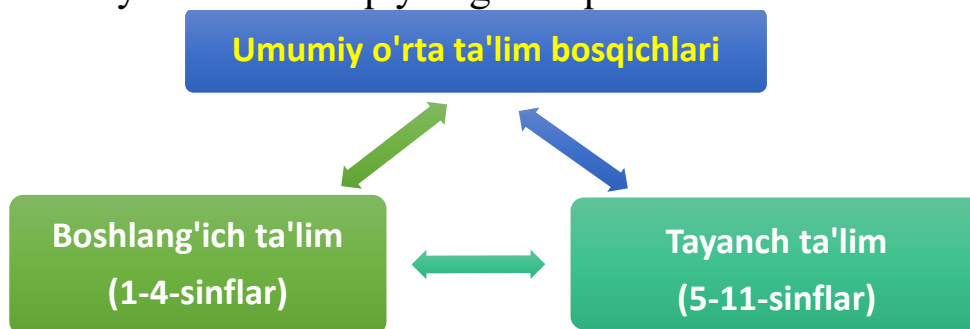 Umumiy o'rta ta'lim bosqichlari
Boshlang'ich ta'lim
(1-4-sinflar)
Tayanch ta'lim
(5-11-sinflar)